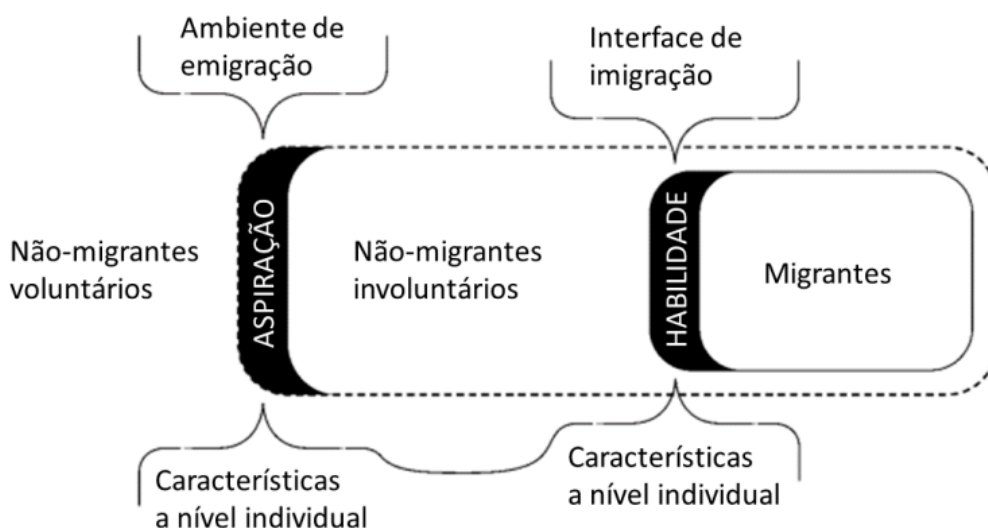 Ambiente de
emigração
Interface de
imigração
Não-migrantes
voluntários
ASPIRAÇÃO
Não-migrantes
involuntários
HABILIDADE
Migrantes
Características
a nível individual
Características
a nível individual